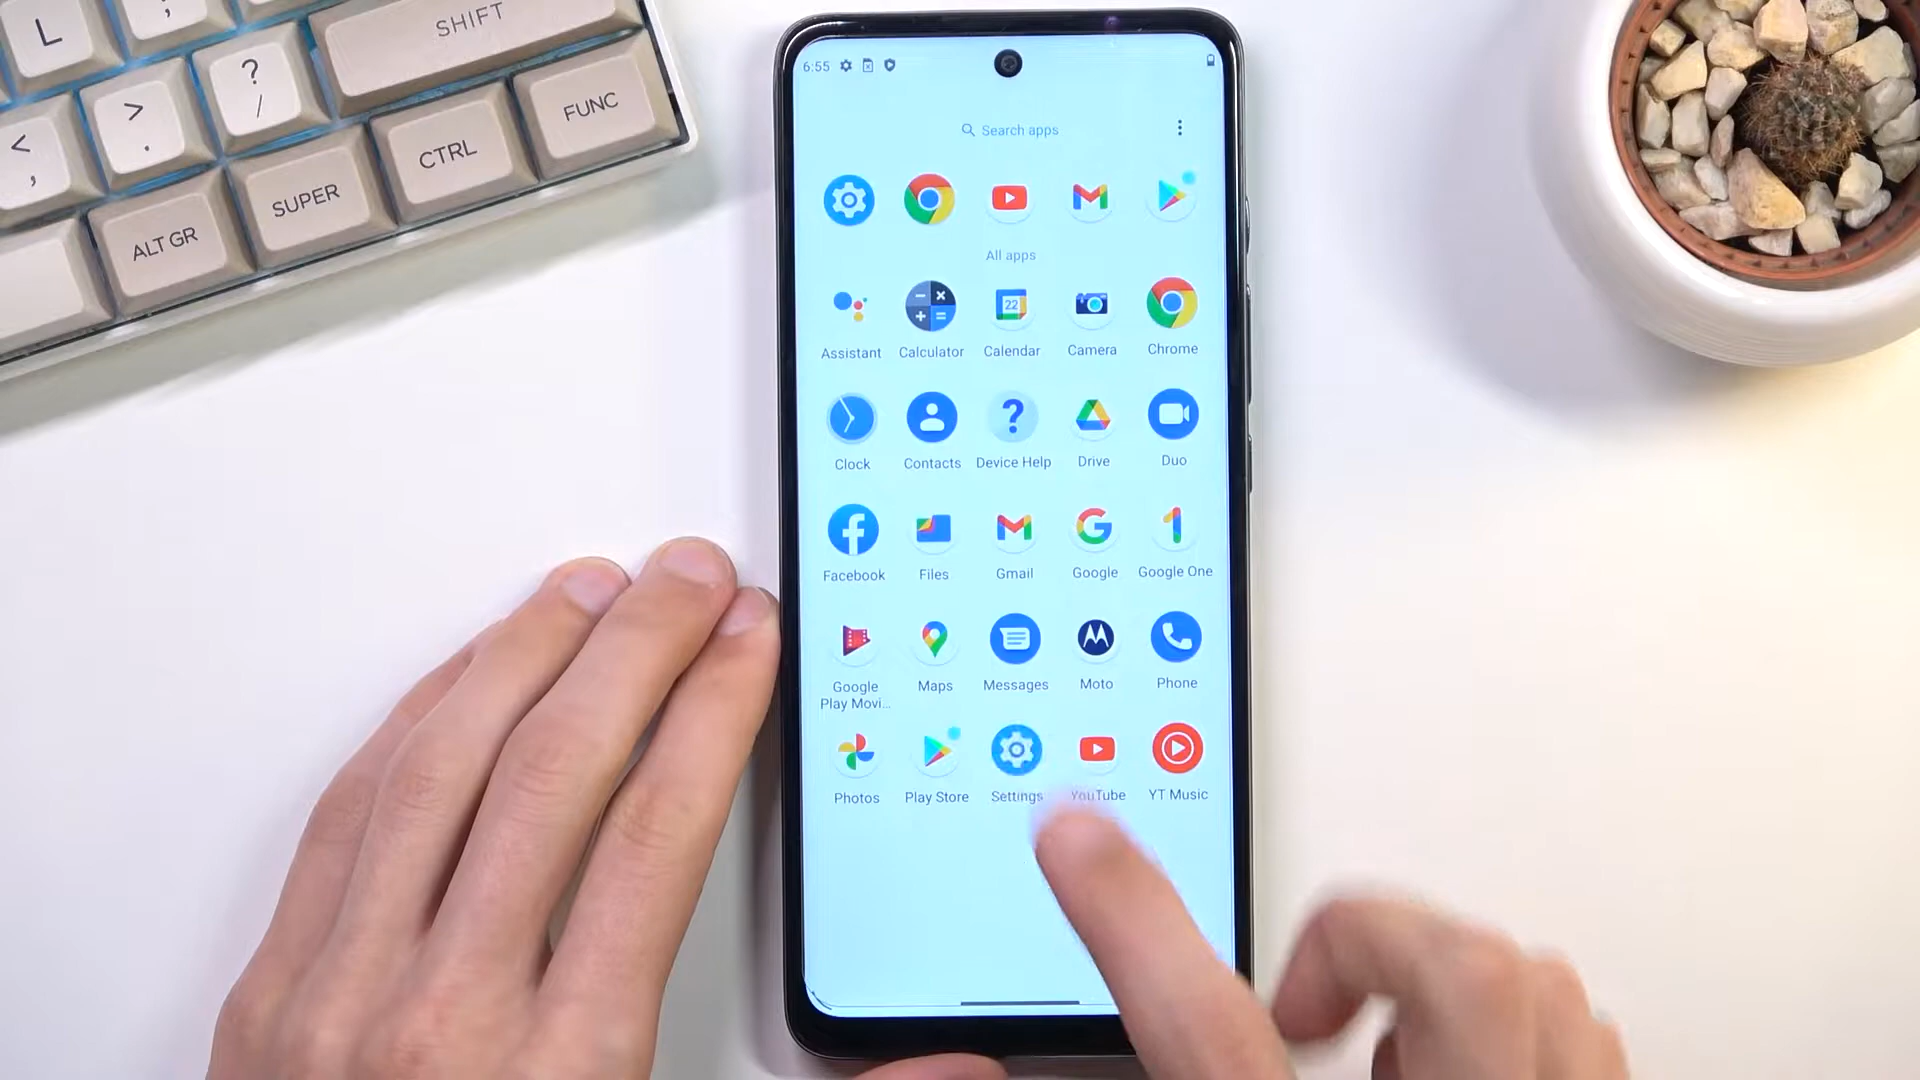 L
;
SHIFT
?
/
>
.
<
,
FUNC
CTRL
SUPER
ALT GR
6:55
Search apps
All apps
22
Assistant
Calculator
Calendar
Camera
Chrome
Clock
Contacts
Device Help
Drive
Duo
Facebook
Files
Gmail
Google
Google One
Google
Play Movi...
Maps
Messages
Moto
Phone
Photos
Play Store
Settings
YouTube
YT Music